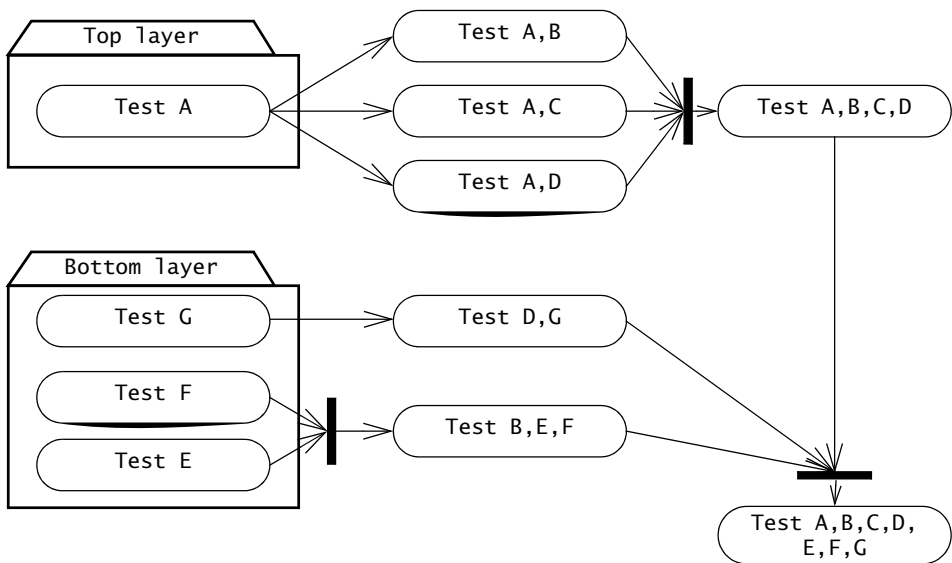 Top layer
Test A
Test A,B
Test A,C
Test A,D
Test A,B,C,D
Bottom layer
Test G
Test F
Test E
Test D,G
Test B,E,F
Test A,B,C,D,
E,F,G